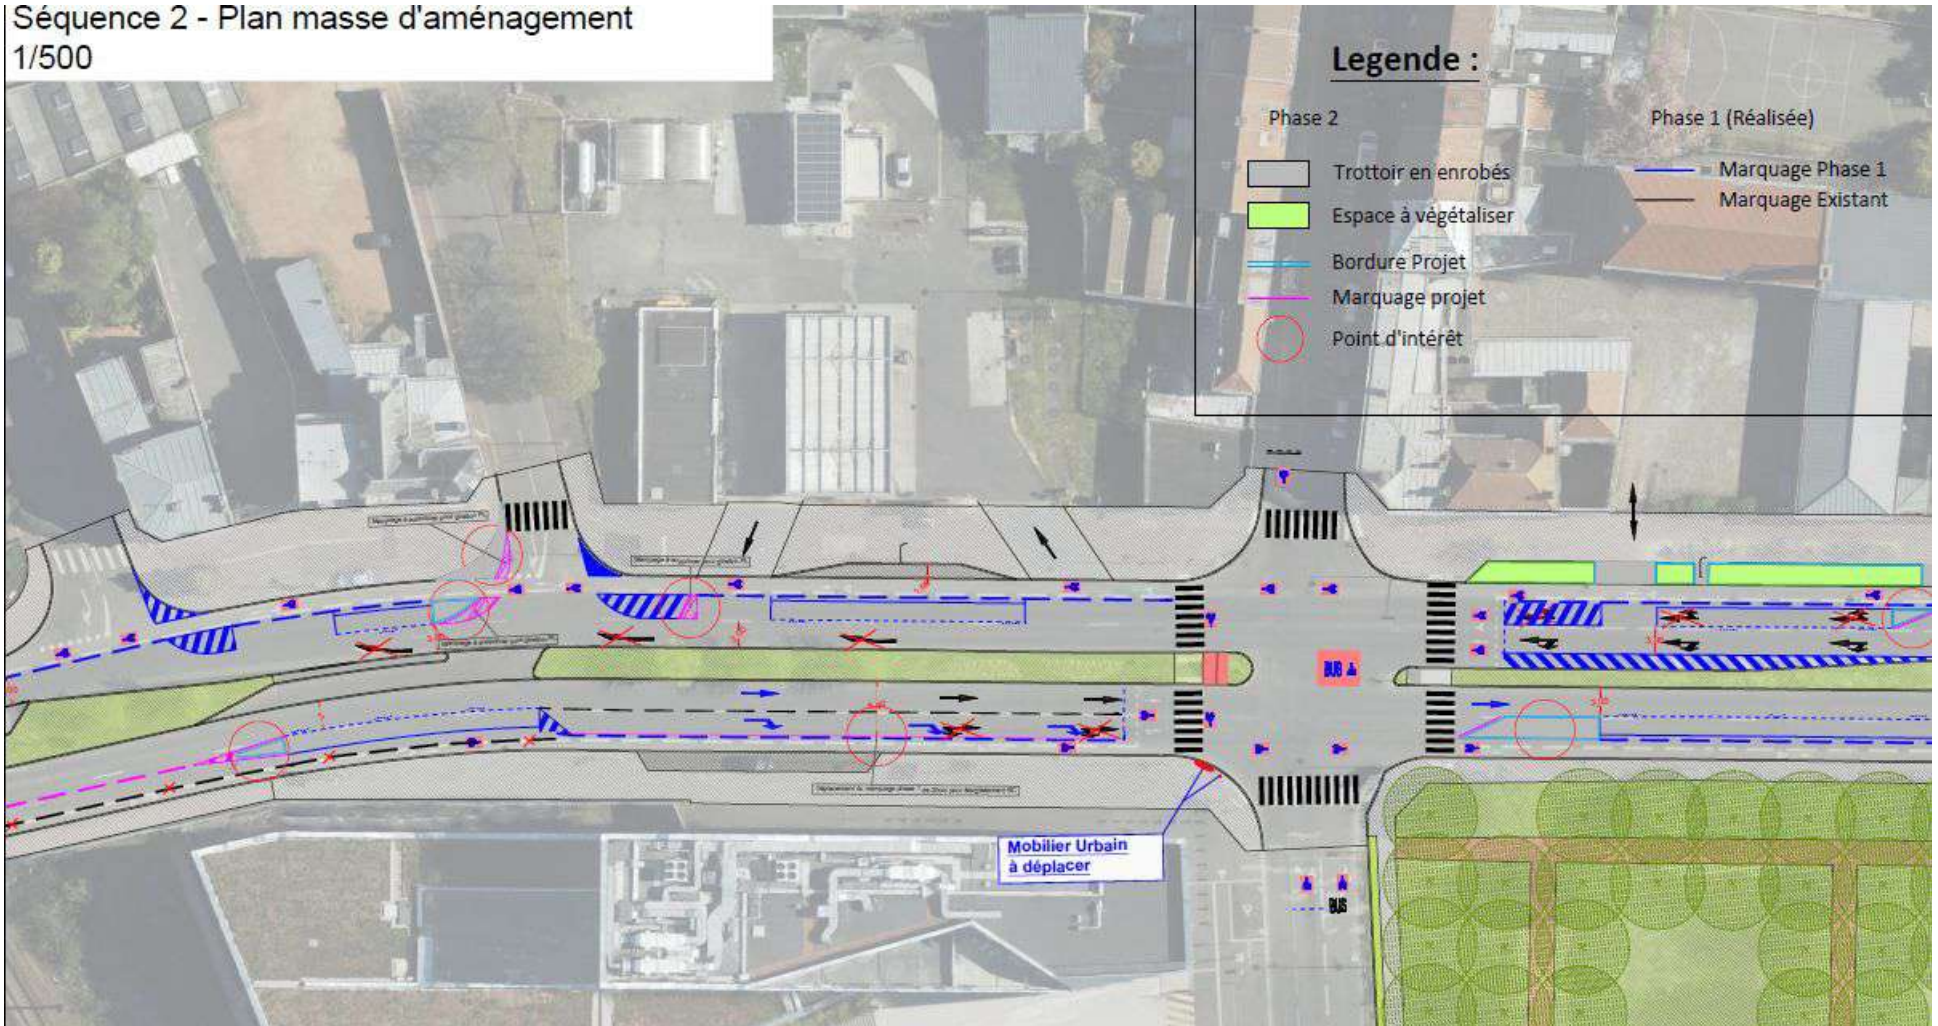 Séquence 2 - Plan masse d'aménagement
1/500
Legende :
Phase 2
Phase 1 (Réalisée)
Trottoir en enrobés
Marquage Phase 1
Espace à végétaliser
Marquage Existant
Bordure Projet
Marquage projet
Point d'intérêt
BUS
Mobilier Urbain
à déplacer
BUS